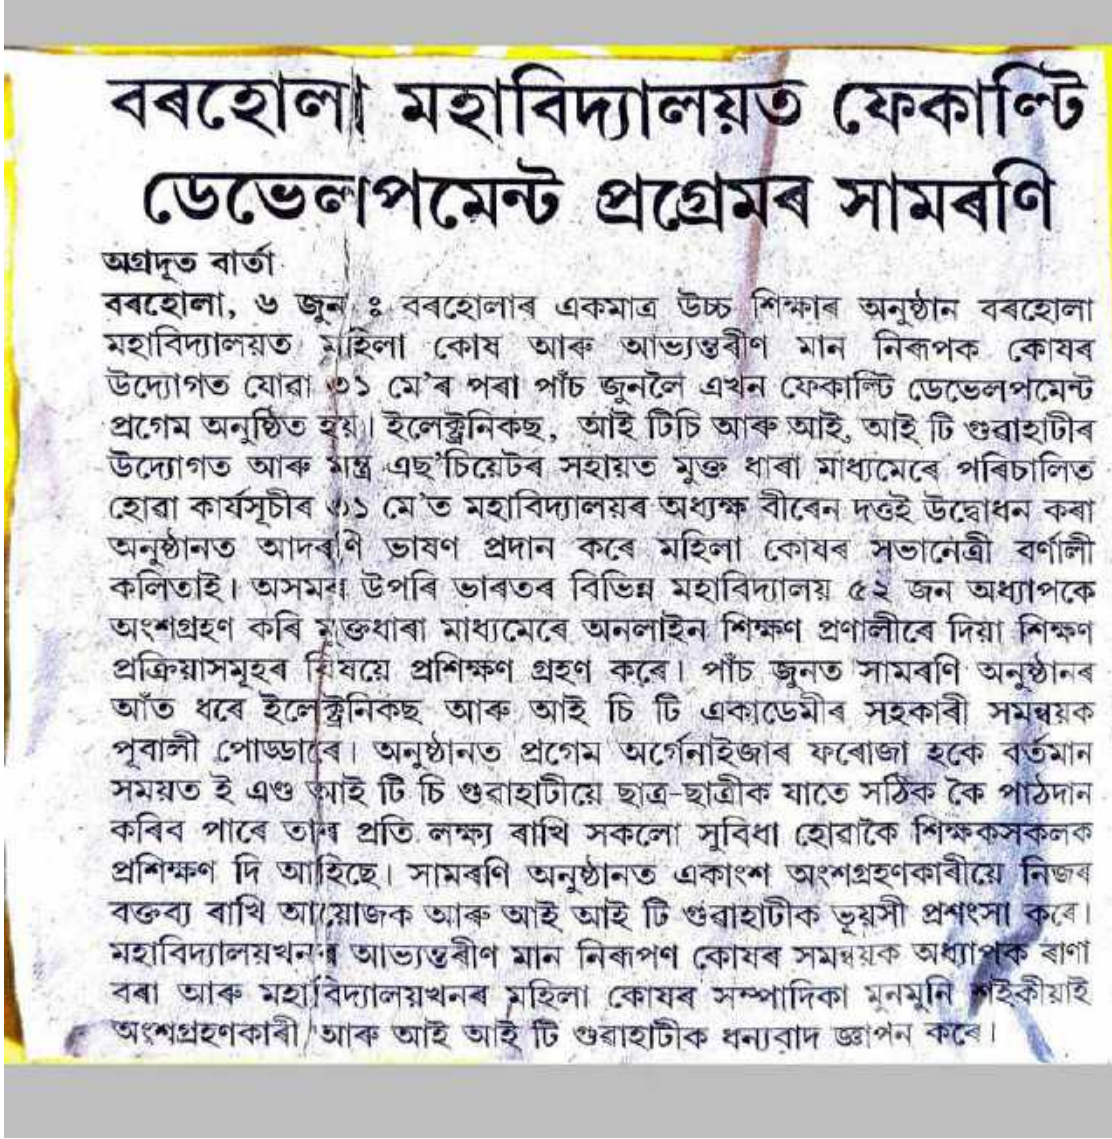 বৰহোলা মহাবিদ্যালয়ত ফেকাল্টি
ডেভেলপমেন্ট প্ৰগ্ৰেমৰ সামৰণি
অগ্ৰদূত বাৰ্তা
বৰহোলা, ৬ জুন ঃ বৰহোলাৰ একমাত্ৰ উচ্চ শিক্ষাৰ অনুষ্ঠান বৰহোলা
মহাবিদ্যালয়ত মহিলা কোষ আৰু আভ্যন্তৰীণ মান নিৰূপক কোষৰ
উদ্যোগত যোৱা ৩১ মে'ৰ পৰা পাঁচ জুনলৈ এখন ফেকাল্টি ডেভেলপমেন্ট
প্ৰগেম অনুষ্ঠিত হয়। ইলেক্ট্ৰনিকছ, আই টিচি আৰু আই, আই টি গুৱাহাটীৰ
উদ্যোগত আৰু মন্ত্ৰ এছ'চিয়েটৰ সহায়ত মুক্ত ধাৰা মাধ্যমেৰে পৰিচালিত
হোৱা কাৰ্যসূচীৰ ৩১ মে'ত মহাবিদ্যালয়ৰ অধ্যক্ষ বীৰেন দত্তই উদ্বোধন কৰা
অনুষ্ঠানত আদৰণি ভাষণ প্ৰদান কৰে মহিলা কোষৰ সভানেত্ৰী বৰ্ণালী
কলিতাই। অসমৰ উপৰি ভাৰতৰ বিভিন্ন মহাবিদ্যালয় ৫২ জন অধ্যাপকে
অংশগ্ৰহণ কৰি মুক্তধাৰা মাধ্যমেৰে অনলাইন শিক্ষণ প্ৰণালীৰে দিয়া শিক্ষণ
প্ৰক্ৰিয়াসমূহৰ বিষয়ে প্ৰশিক্ষণ গ্ৰহণ কৰে। পাঁচ জুনত সামৰণি অনুষ্ঠানৰ
আঁত ধৰে ইলেক্ট্ৰনিকছ আৰু আই চি টি একাডেমীৰ সহকাৰী সমন্বয়ক
পূবালী পোড্ডাৰে। অনুষ্ঠানত প্ৰগেম অৰ্গেনাইজাৰ ফৰোজা হকে বৰ্তমান
সময়ত ই এণ্ড আই টি চি গুৱাহাটীয়ে ছাত্ৰ-ছাত্ৰীক যাতে সঠিক কৈ পাঠদান
কৰিব পাৰে তাৰ প্ৰতি লক্ষ্য ৰাখি সকলো সুবিধা হোৱাকৈ শিক্ষকসকলক
প্ৰশিক্ষণ দি আহিছে। সামৰণি অনুষ্ঠানত একাংশ অংশগ্ৰহণকাৰীয়ে নিজৰ
বক্তব্য ৰাখি আয়োজক আৰু আই আই টি গুৱাহাটীক ভূয়সী প্ৰশংসা কৰে।
মহাবিদ্যালয়খনৰ আভ্যন্তৰীণ মান নিৰূপণ কোষৰ সমন্বয়ক অধ্যাপক ৰাণা
বৰা আৰু মহাবিদ্যালয়খনৰ মহিলা কোষৰ সম্পাদিকা মুনমুনি শইকীয়াই
অংশগ্ৰহণকাৰী আৰু আই আই টি গুৱাহাটীক ধন্যবাদ জ্ঞাপন কৰে।